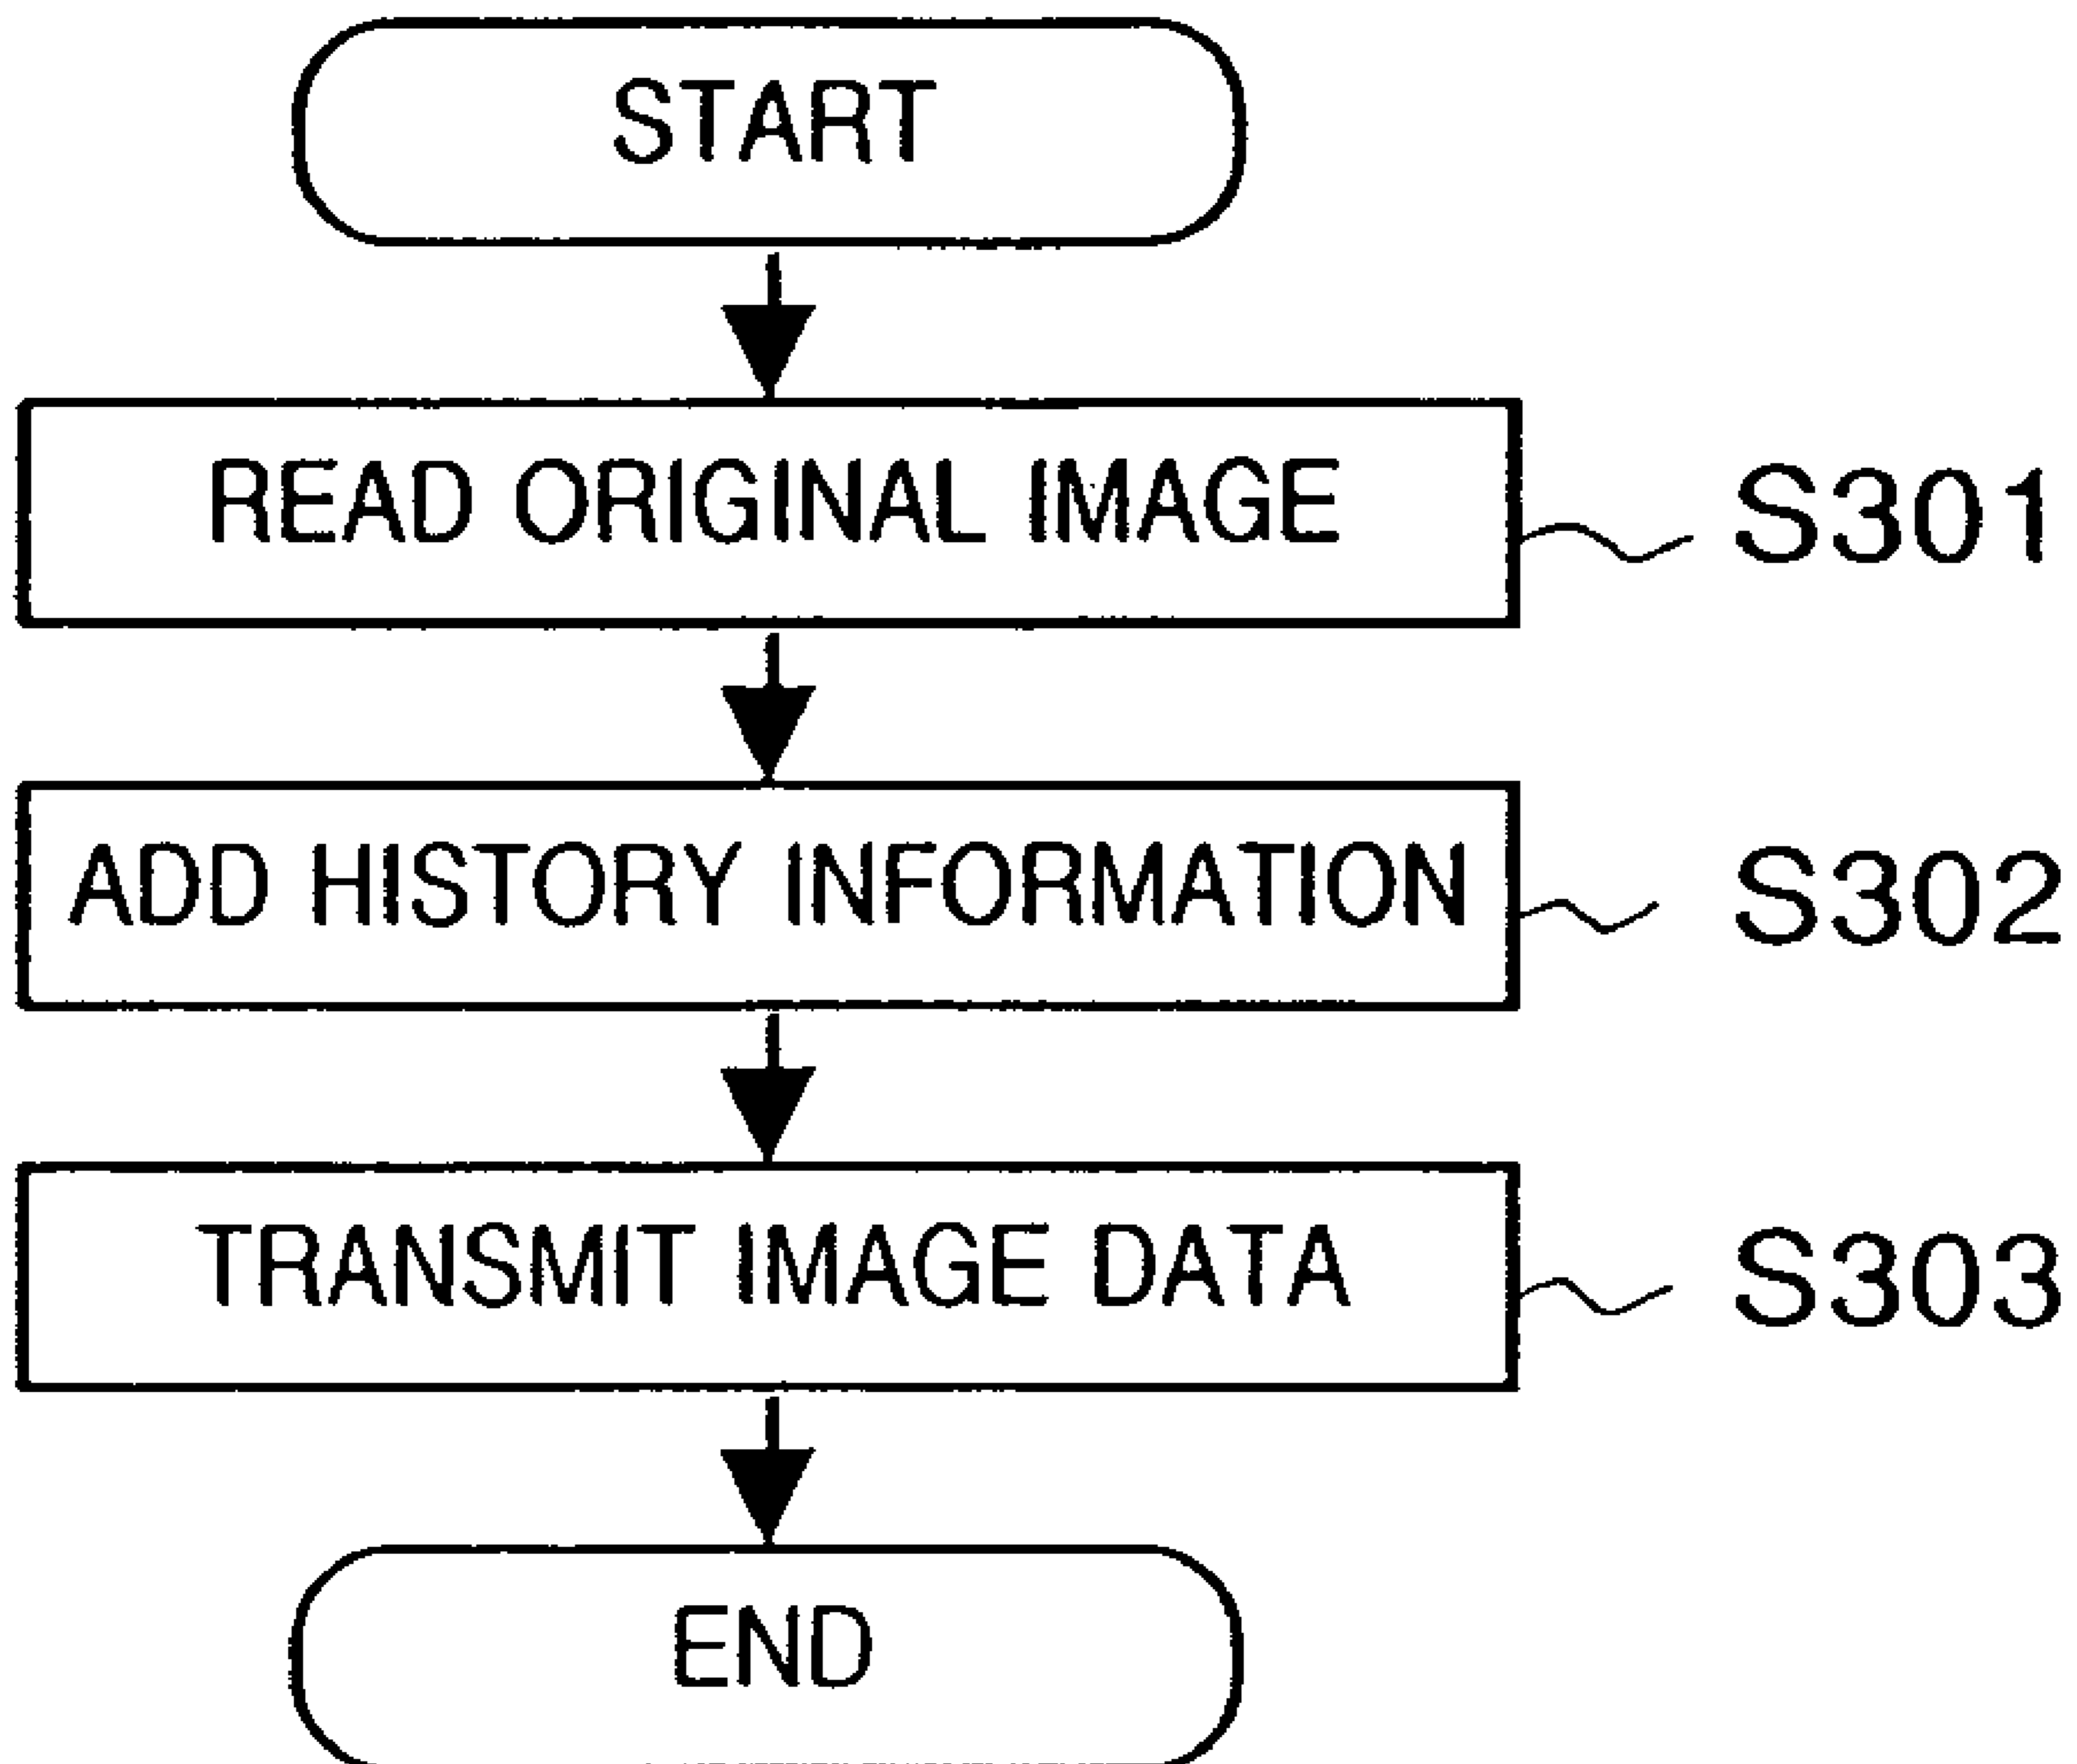 START
READ ORIGINAL IMAGE S301
ADD HISTORY INFORMATION S302
TRANSMIT IMAGE DATA S303
END